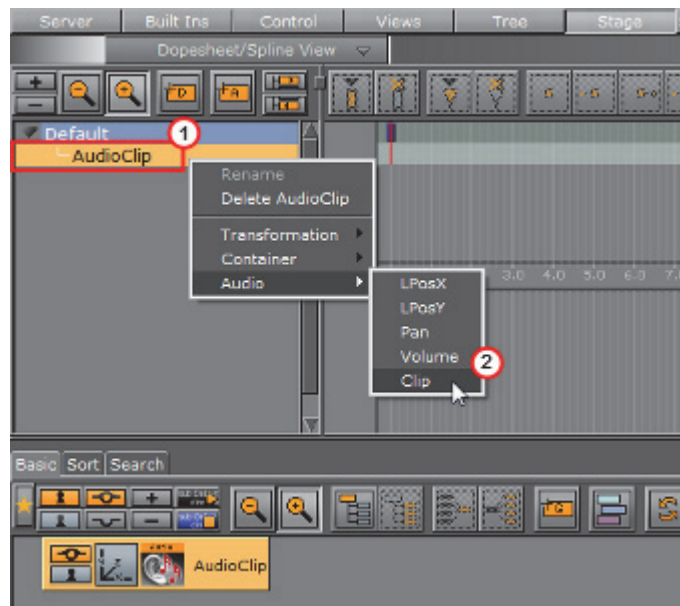 Server Built Ins Control Views Tree Stage
Dopesheet/Spline View
Default
1
AudioClip
Rename
Delete AudioClip
Transformation
Container
Audio
3.0 4.0 5.0 6.0 7.
LPosX
LPosY
Pan
Volume
2
Clip
Basic Sort Search
AudioClip